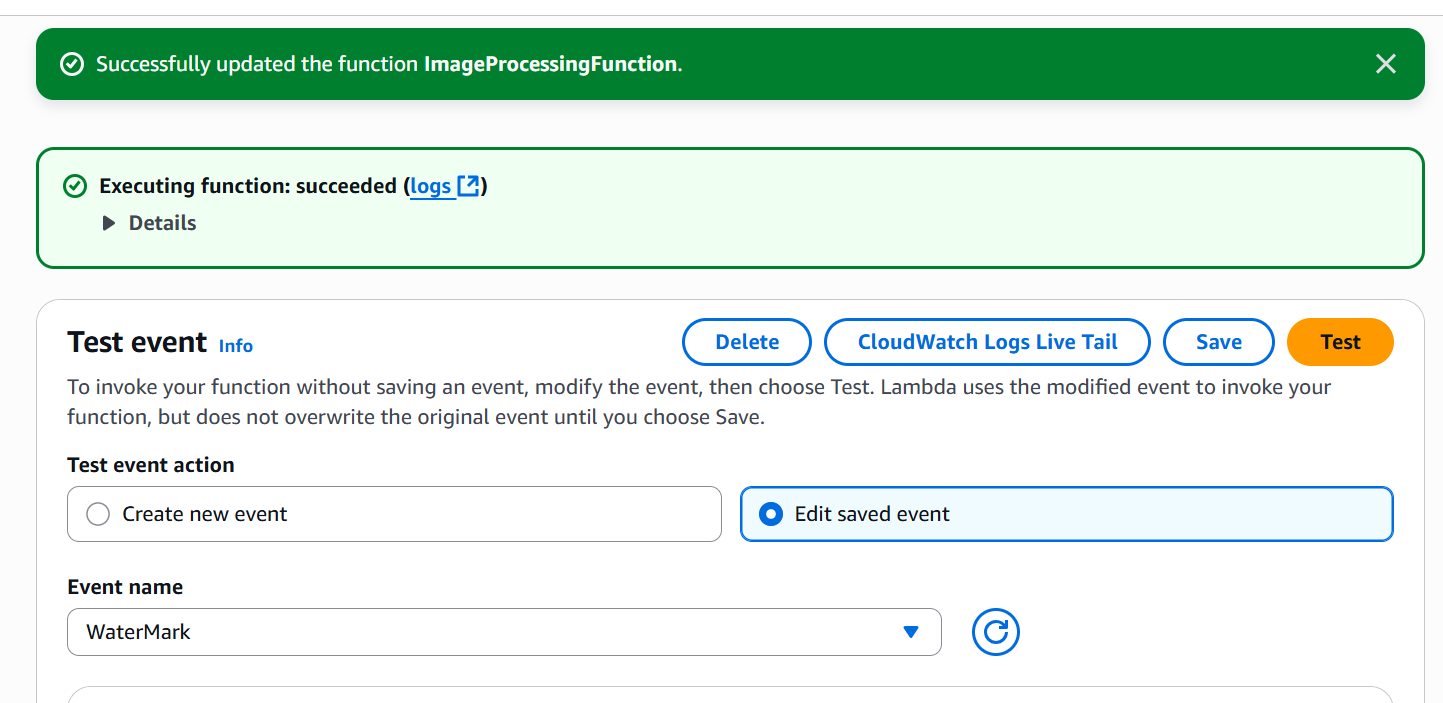 Successfully updated the function ImageProcessingFunction.
Executing function: succeeded (logs)
Details
Test event Info
Delete
CloudWatch Logs Live Tail
Save
Test
To invoke your function without saving an event, modify the event, then choose Test. Lambda uses the modified event to invoke your
function, but does not overwrite the original event until you choose Save.
Test event action
Create new event
Edit saved event
Event name
WaterMark